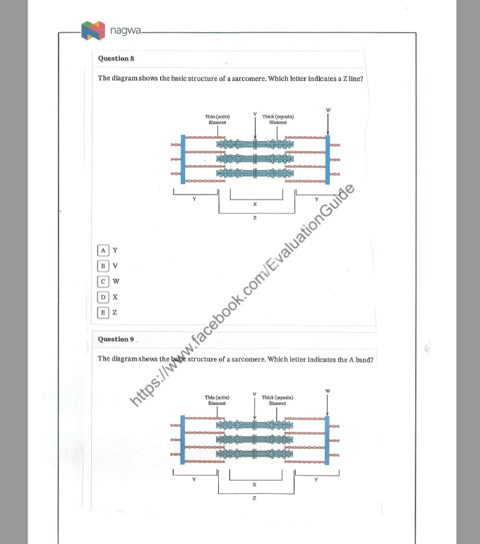 nagwa
Question 8
The diagram shows the basic structure of a sarcomere. Which letter indicates a Z line?
W
V
Thin (actin) filament
Thick (myosin) filament
Y
X
Y
Z
A Y
B V
C W
D X
E Z
https://www.facebook.com/EvaluationGuide
Question 9
The diagram shows the basic structure of a sarcomere. Which letter indicates the A band?
W
V
Thin (actin) filament
Thick (myosin) filament
Y
X
Y
Z